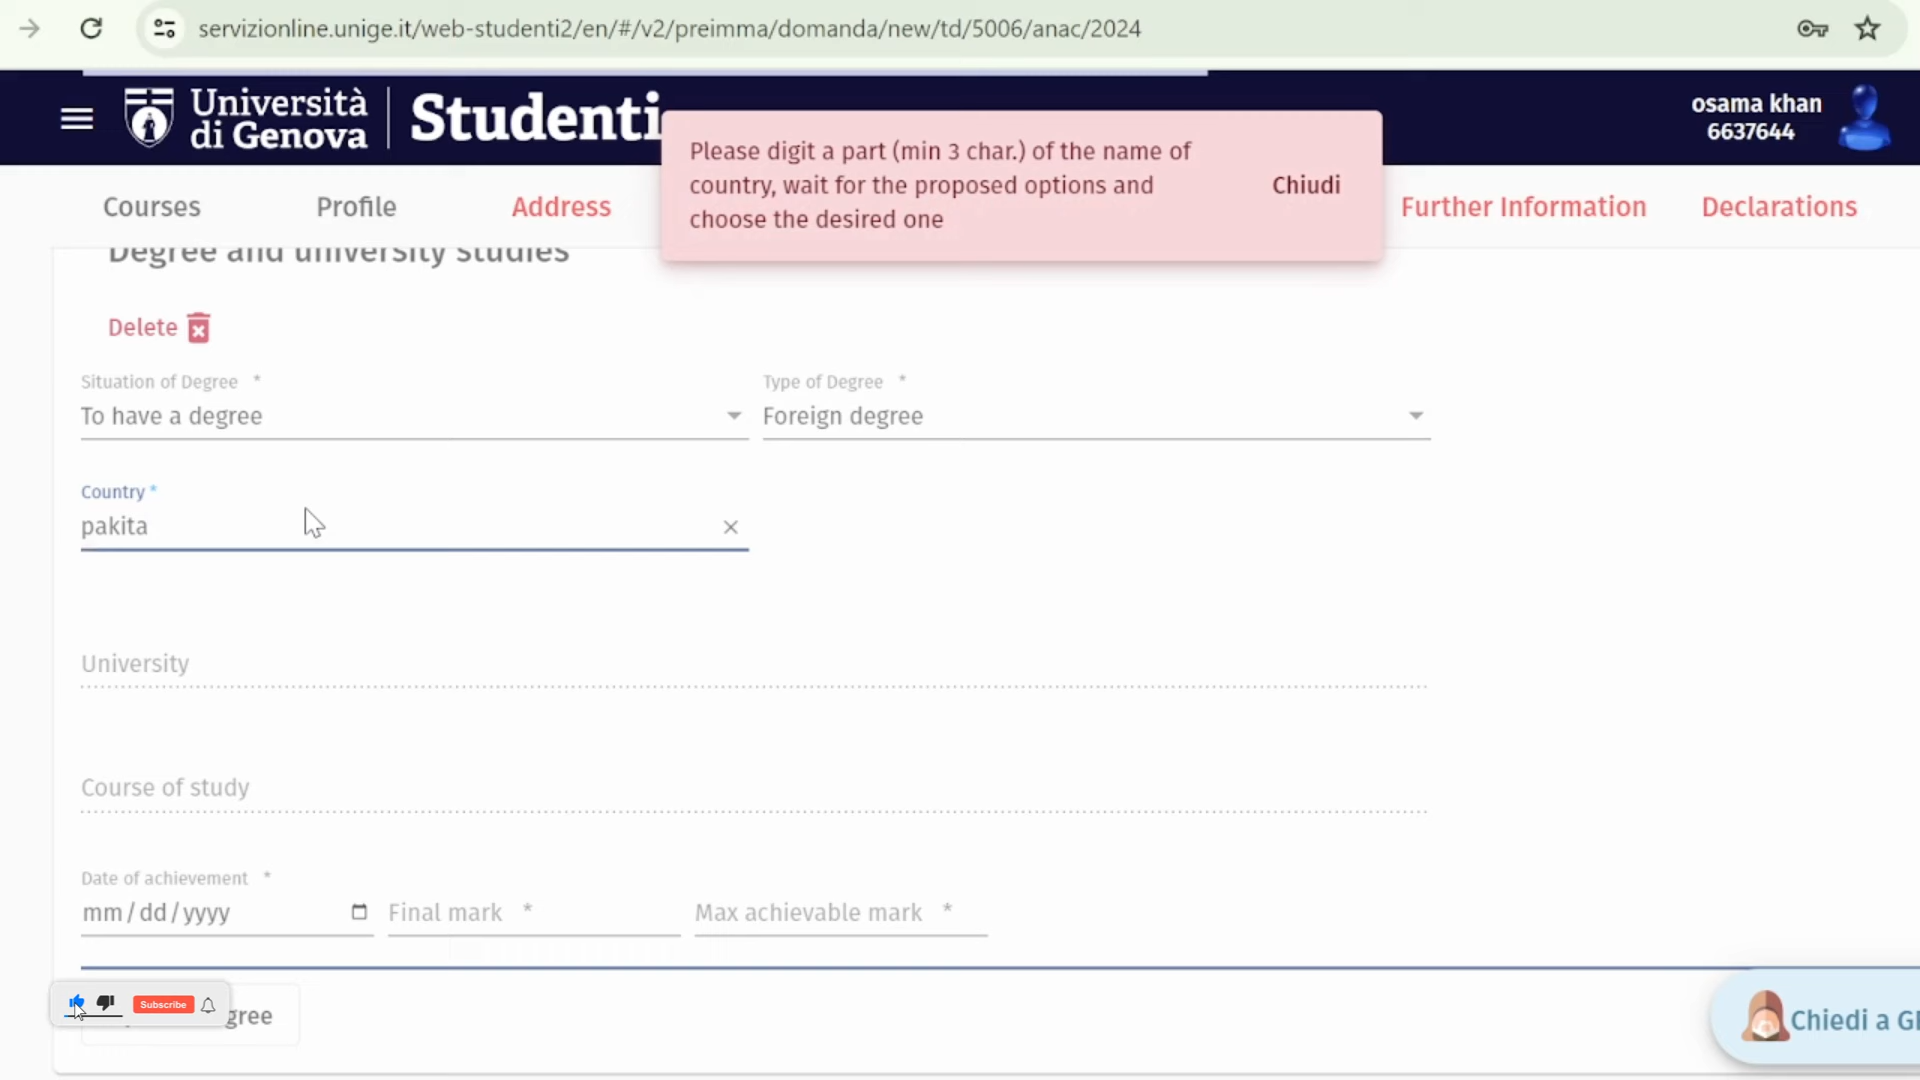 servizionline.unige.it/web-studenti2/en/#/v2/preimma/domanda/new/td/5006/anac/2024
Università
di Genova
Studenti
osama khan
6637644
Please digit a part (min 3 char.) of the name of
country, wait for the proposed options and
choose the desired one
Chiudi
Courses
Profile
Address
Further Information
Declarations
Degree and university studies
Delete
Situation of Degree *
To have a degree
Type of Degree *
Foreign degree
Country *
pakita
University
Course of study
Date of achievement *
mm/dd/yyyy
Final mark *
Max achievable mark *
Subscribe
gree
Chiedi a